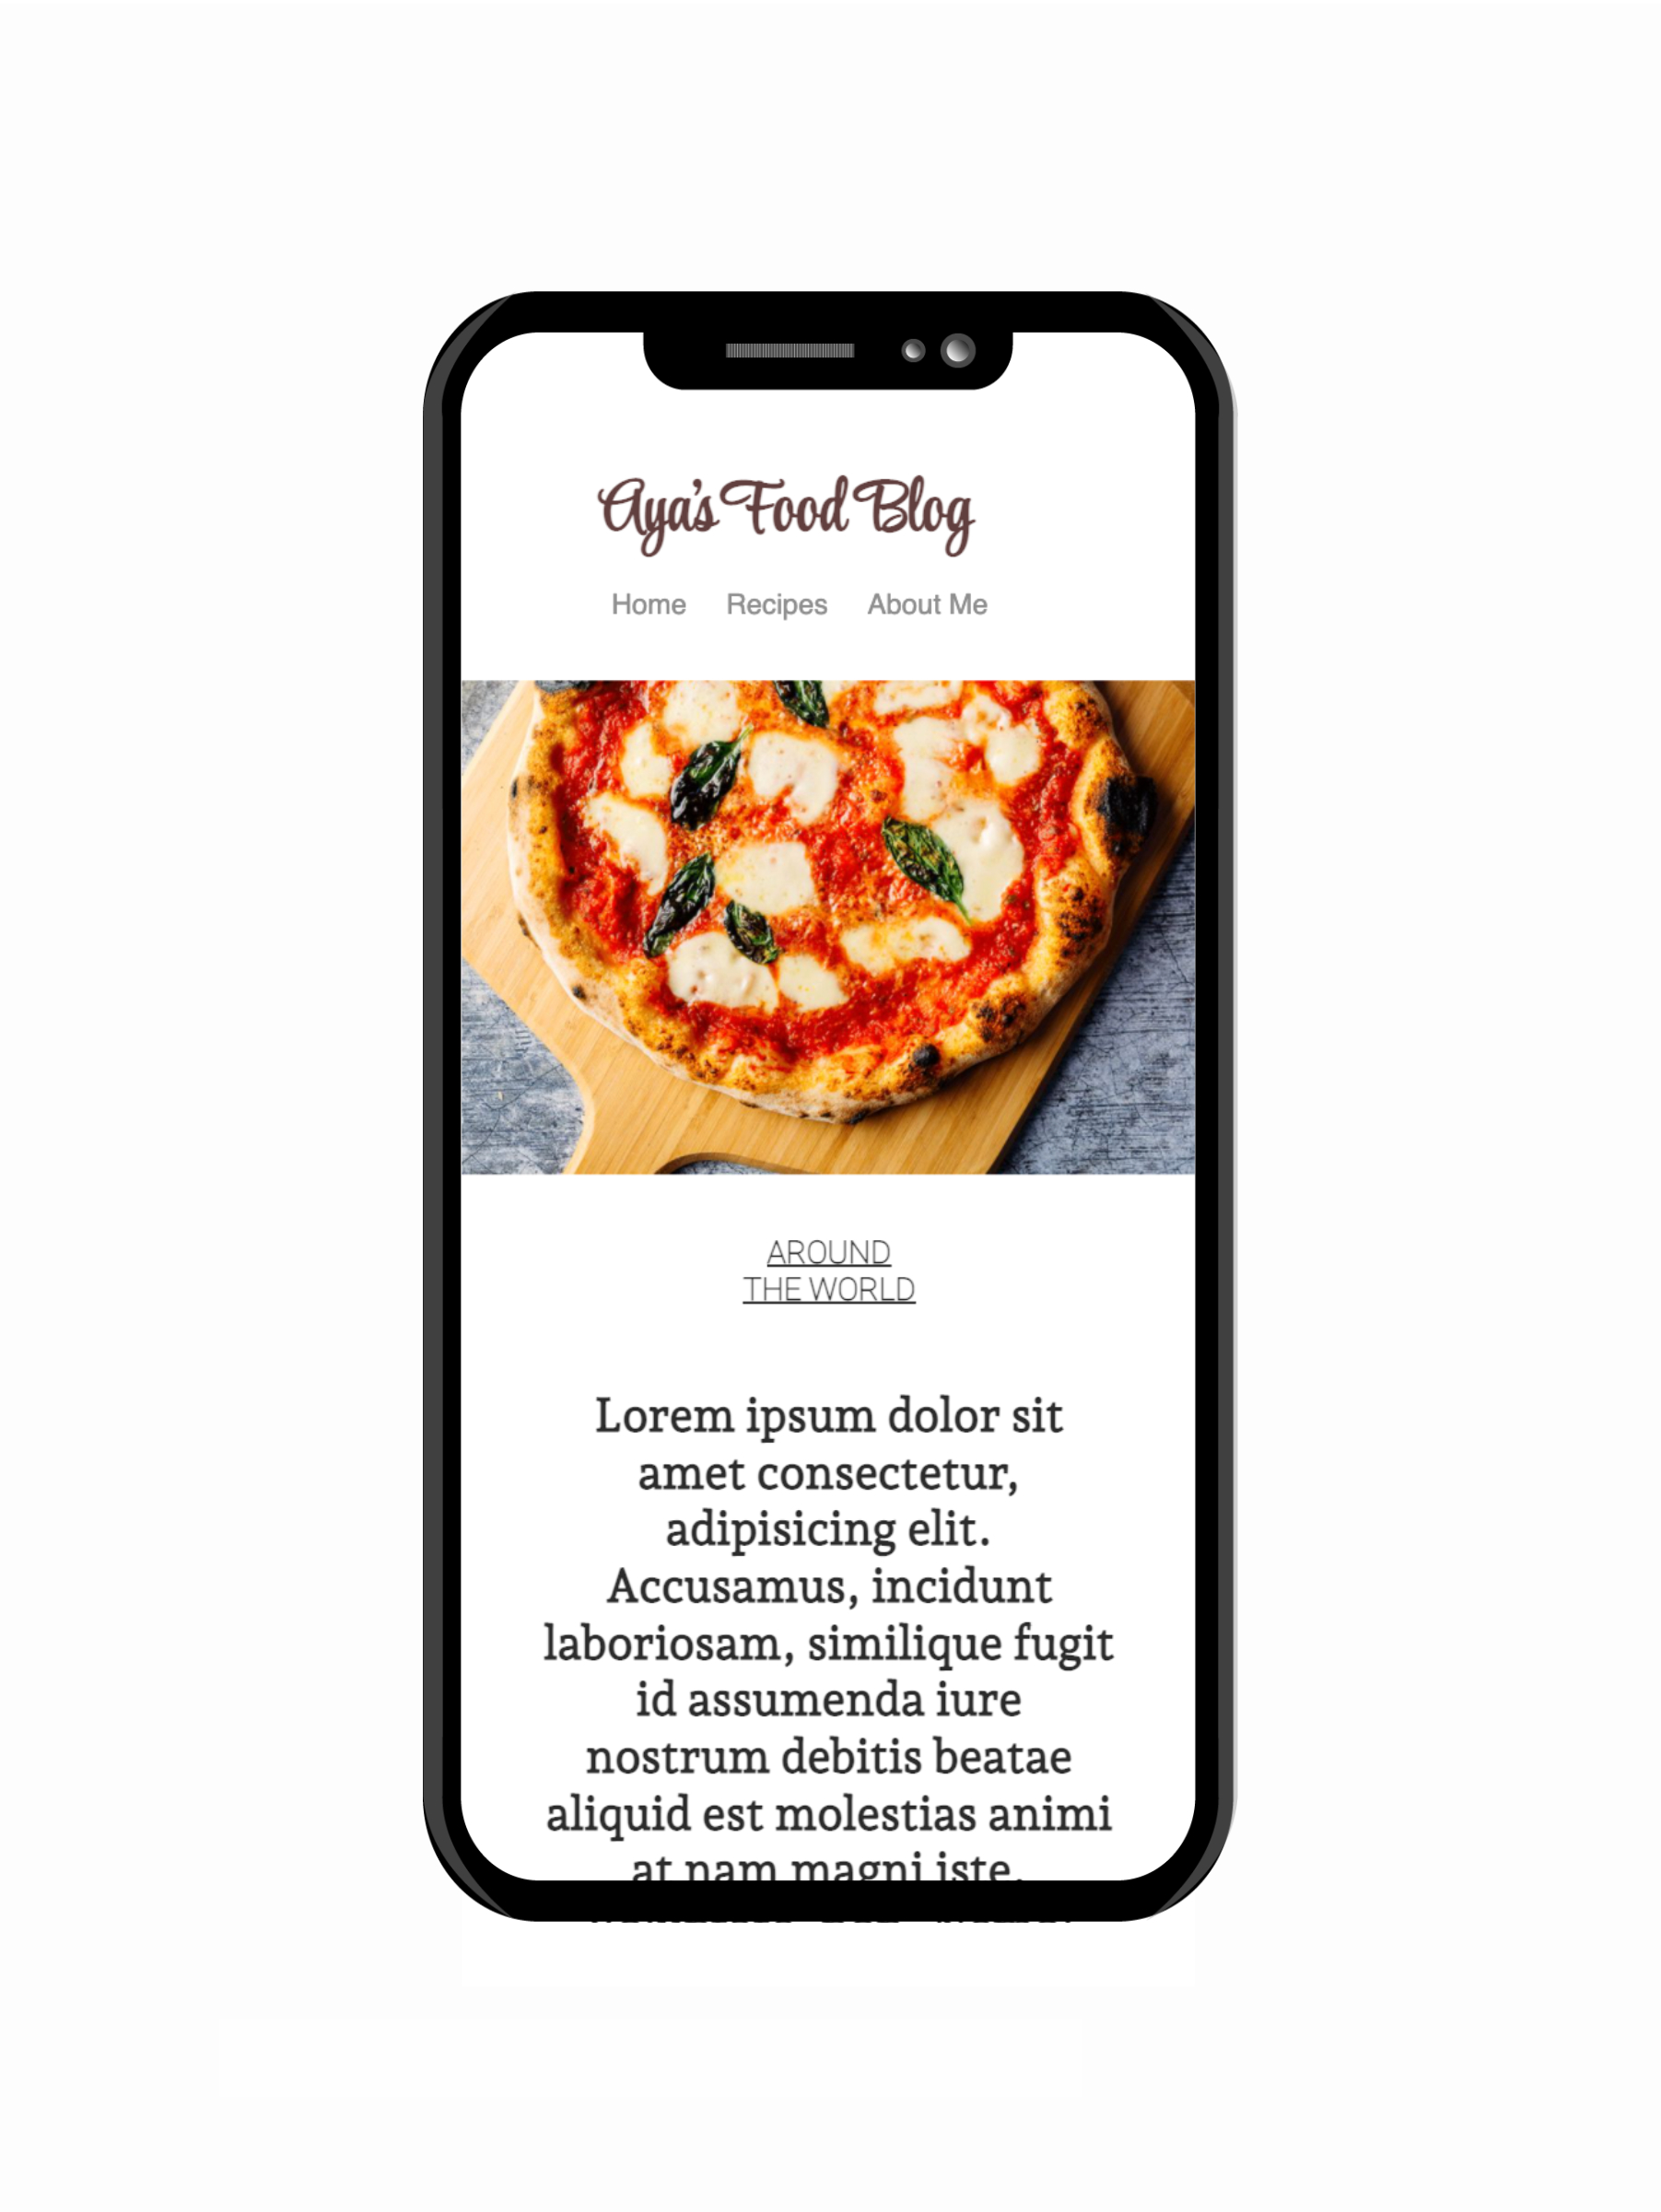 Aya's Food Blog
Home Recipes About Me
AROUND
THE WORLD
Lorem ipsum dolor sit
amet consectetur,
adipisicing elit.
Accusamus, incidunt
laboriosam, similique fugit
id assumenda iure
nostrum debitis beatae
aliquid est molestias animi
at nam magni iste.